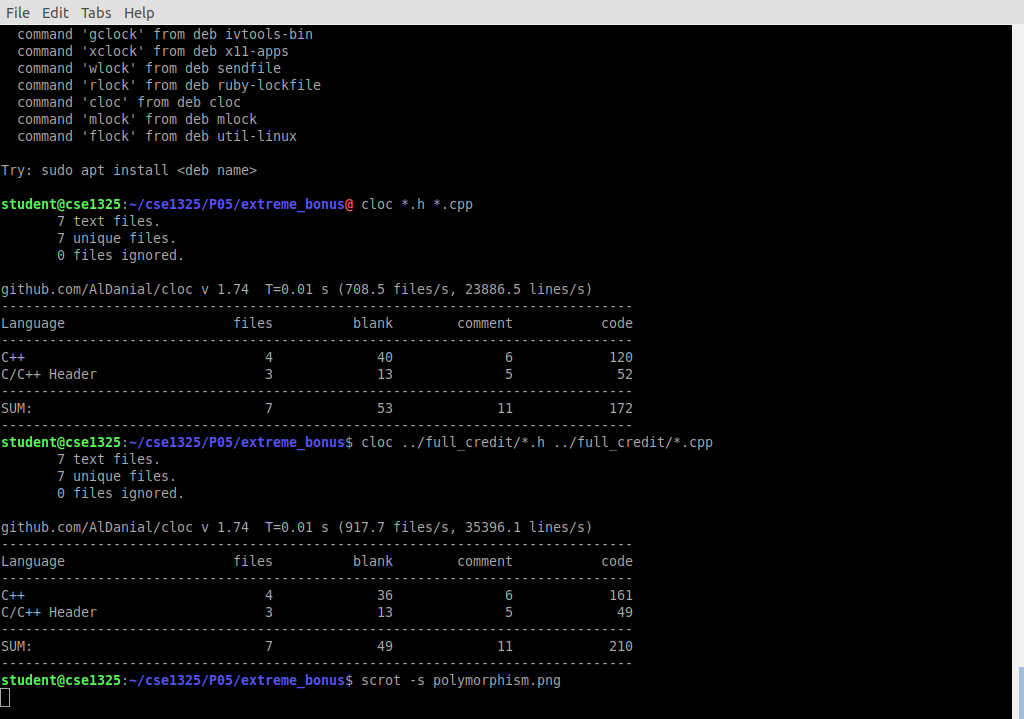 File Edit Tabs Help
command 'gclock' from deb ivtools-bin
command 'xclock' from deb x11-apps
command 'wlock' from deb sendfile
command 'rlock' from deb ruby-lockfile
command 'cloc' from deb cloc
command 'mlock' from deb mlock
command 'flock' from deb util-linux
Try: sudo apt install <deb name>
student@cse1325:~/cse1325/P05/extreme_bonus@ cloc *.h *.cpp
7 text files.
7 unique files.
0 files ignored.
github.com/AlDanial/cloc v 1.74  T=0.01 s (708.5 files/s, 23886.5 lines/s)
-------------------------------------------------------------------------------
Language                     files          blank        comment           code
-------------------------------------------------------------------------------
C++                              4             40              6            120
C/C++ Header                     3             13              5             52
-------------------------------------------------------------------------------
SUM:                             7             53             11            172
-------------------------------------------------------------------------------
student@cse1325:~/cse1325/P05/extreme_bonus$ cloc ../full_credit/*.h ../full_credit/*.cpp
7 text files.
7 unique files.
0 files ignored.
github.com/AlDanial/cloc v 1.74  T=0.01 s (917.7 files/s, 35396.1 lines/s)
-------------------------------------------------------------------------------
Language                     files          blank        comment           code
-------------------------------------------------------------------------------
C++                              4             36              6            161
C/C++ Header                     3             13              5             49
-------------------------------------------------------------------------------
SUM:                             7             49             11            210
-------------------------------------------------------------------------------
student@cse1325:~/cse1325/P05/extreme_bonus$ scrot -s polymorphism.png